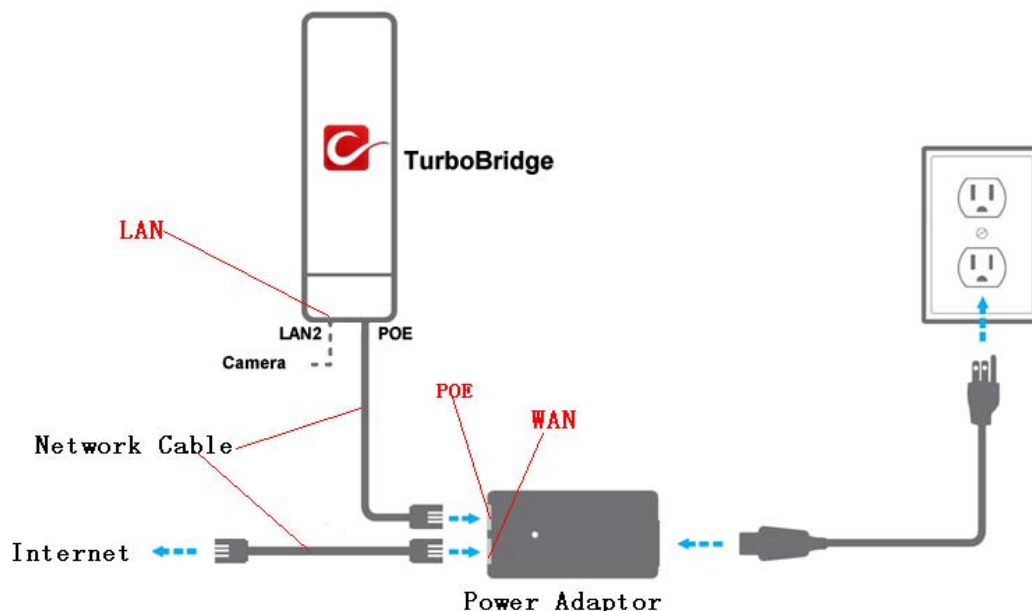 TurboBridge
LAN
LAN2
POE
Camera
POE
WAN
Network Cable
Internet
Power Adaptor